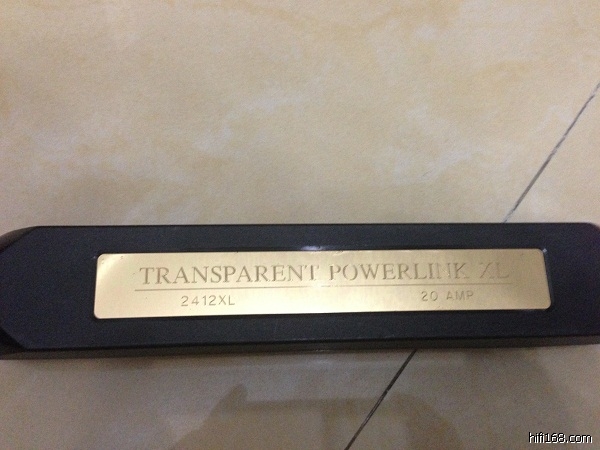 TRANSPARENT POWERLINK XL
2412XL 20 AMP
hifi168.com